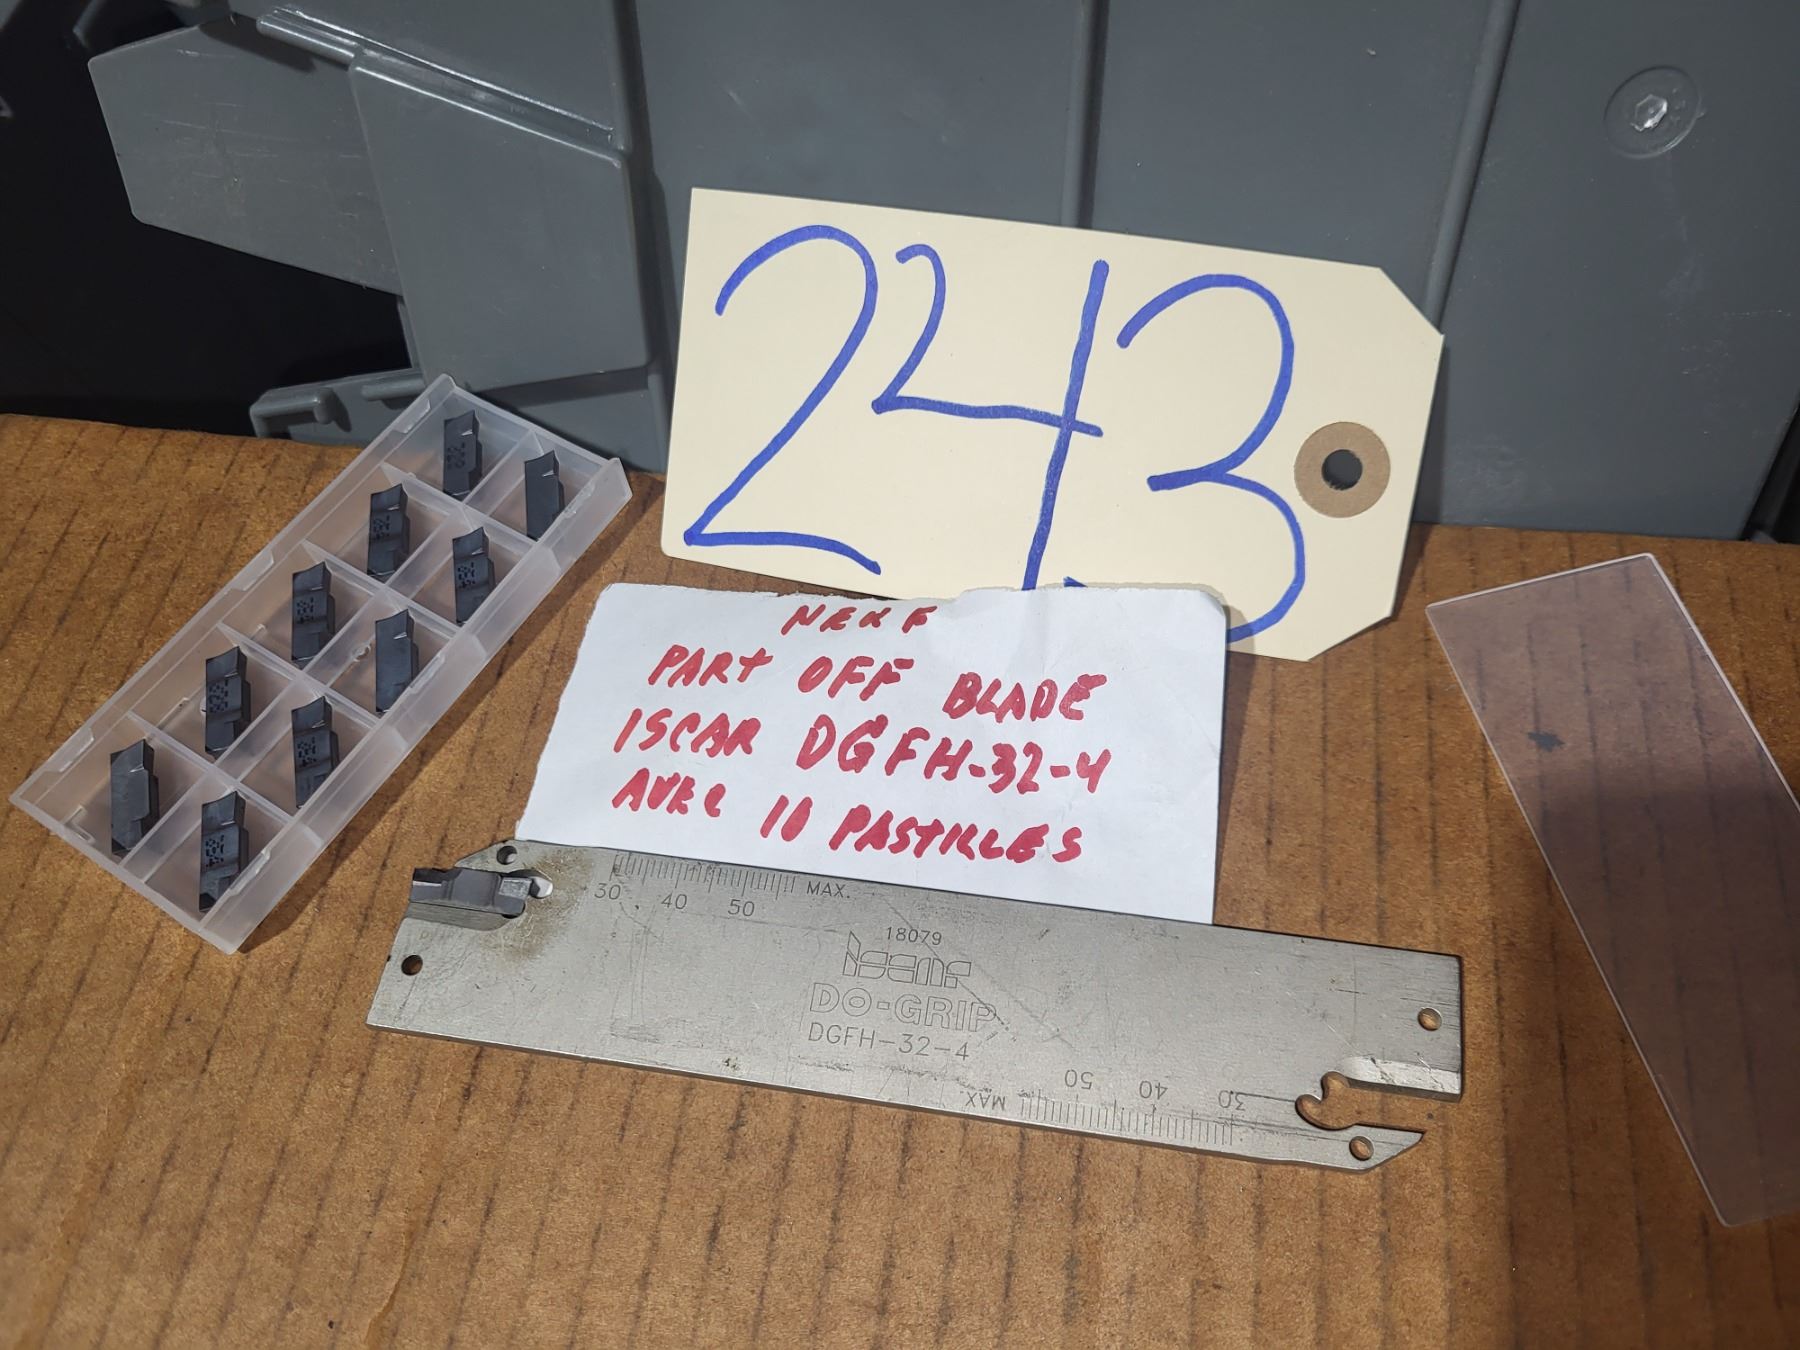 243
NEUF
PART OFF BLADE
ISCAR DGFH-32-4
AVEC 10 PASTILLES
30 40 50 MAX.
18079
ISCAR
DO-GRIP
DGFH-32-4
30 40 50 MAX.